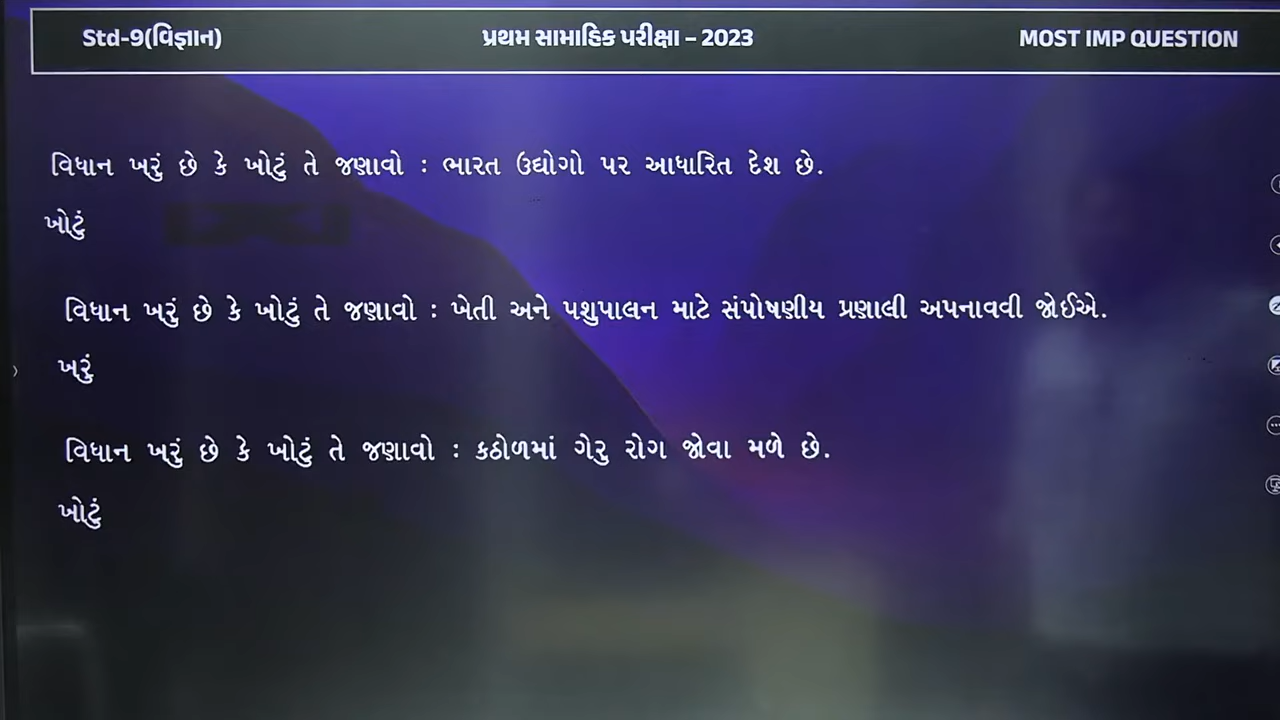 Std-9(વિજ્ઞાન) પ્રથમ સામાહિક પરીક્ષા – 2023 MOST IMP QUESTION
વિધાન ખરું છે કે ખોટું તે જણાવો : ભારત ઉદ્યોગો પર આધારિત દેશ છે.
ખોટું
વિધાન ખરું છે કે ખોટું તે જણાવો : ખેતી અને પશુપાલન માટે સંપોષણીય પ્રણાલી અપનાવવી જોઈએ.
ખરું
વિધાન ખરું છે કે ખોટું તે જણાવો : કઠોળમાં ગેરુ રોગ જોવા મળે છે.
ખોટું